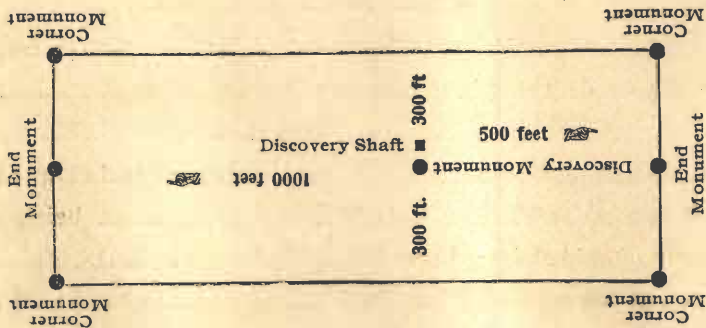 Corner
Monument
Corner
Monument
End
Monument
300 ft
Discovery Shaft
500 feet
Discovery Monument
1000 feet
300 ft.
End
Monument
Corner
Monument
Corner
Monument